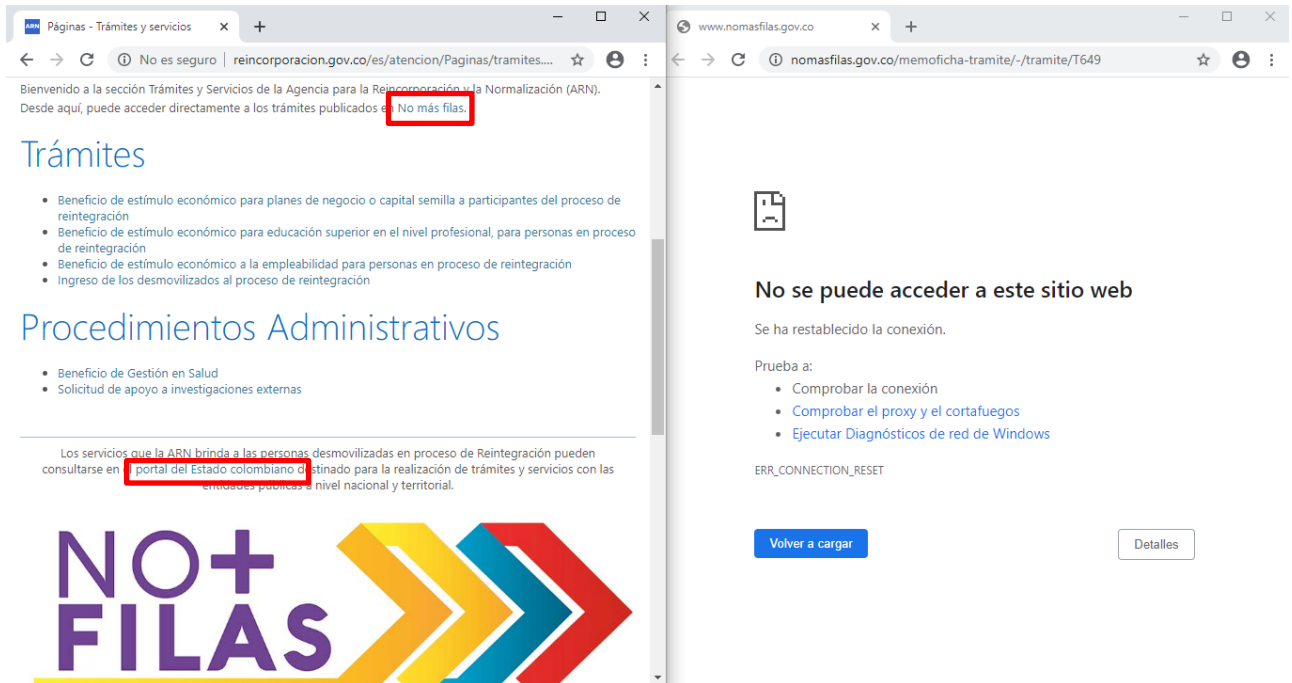 Páginas - Trámites y servicios
No es seguro | reincorporacion.gov.co/es/atencion/Paginas/tramites....
Bienvenido a la sección Trámites y Servicios de la Agencia para la Reincorporación y la Normalización (ARN).
Desde aquí, puede acceder directamente a los trámites publicados en No más filas.
Trámites
Beneficio de estímulo económico para planes de negocio o capital semilla a participantes del proceso de
reintegración
Beneficio de estímulo económico para educación superior en el nivel profesional, para personas en proceso
de reintegración
Beneficio de estímulo económico a la empleabilidad para personas en proceso de reintegración
Ingreso de los desmovilizados al proceso de reintegración
Procedimientos Administrativos
Beneficio de Gestión en Salud
Solicitud de apoyo a investigaciones externas
Los servicios que la ARN brinda a las personas desmovilizadas en proceso de Reintegración pueden
consultarse en el portal del Estado colombiano destinado para la realización de trámites y servicios con las
entidades públicas a nivel nacional y territorial.
NO+
FILAS
www.nomasfilas.gov.co
nomasfilas.gov.co/memoficha-tramite/-/tramite/T649
No se puede acceder a este sitio web
Se ha restablecido la conexión.
Prueba a:
Comprobar la conexión
Comprobar el proxy y el cortafuegos
Ejecutar Diagnósticos de red de Windows
ERR_CONNECTION_RESET
Volver a cargar
Detalles